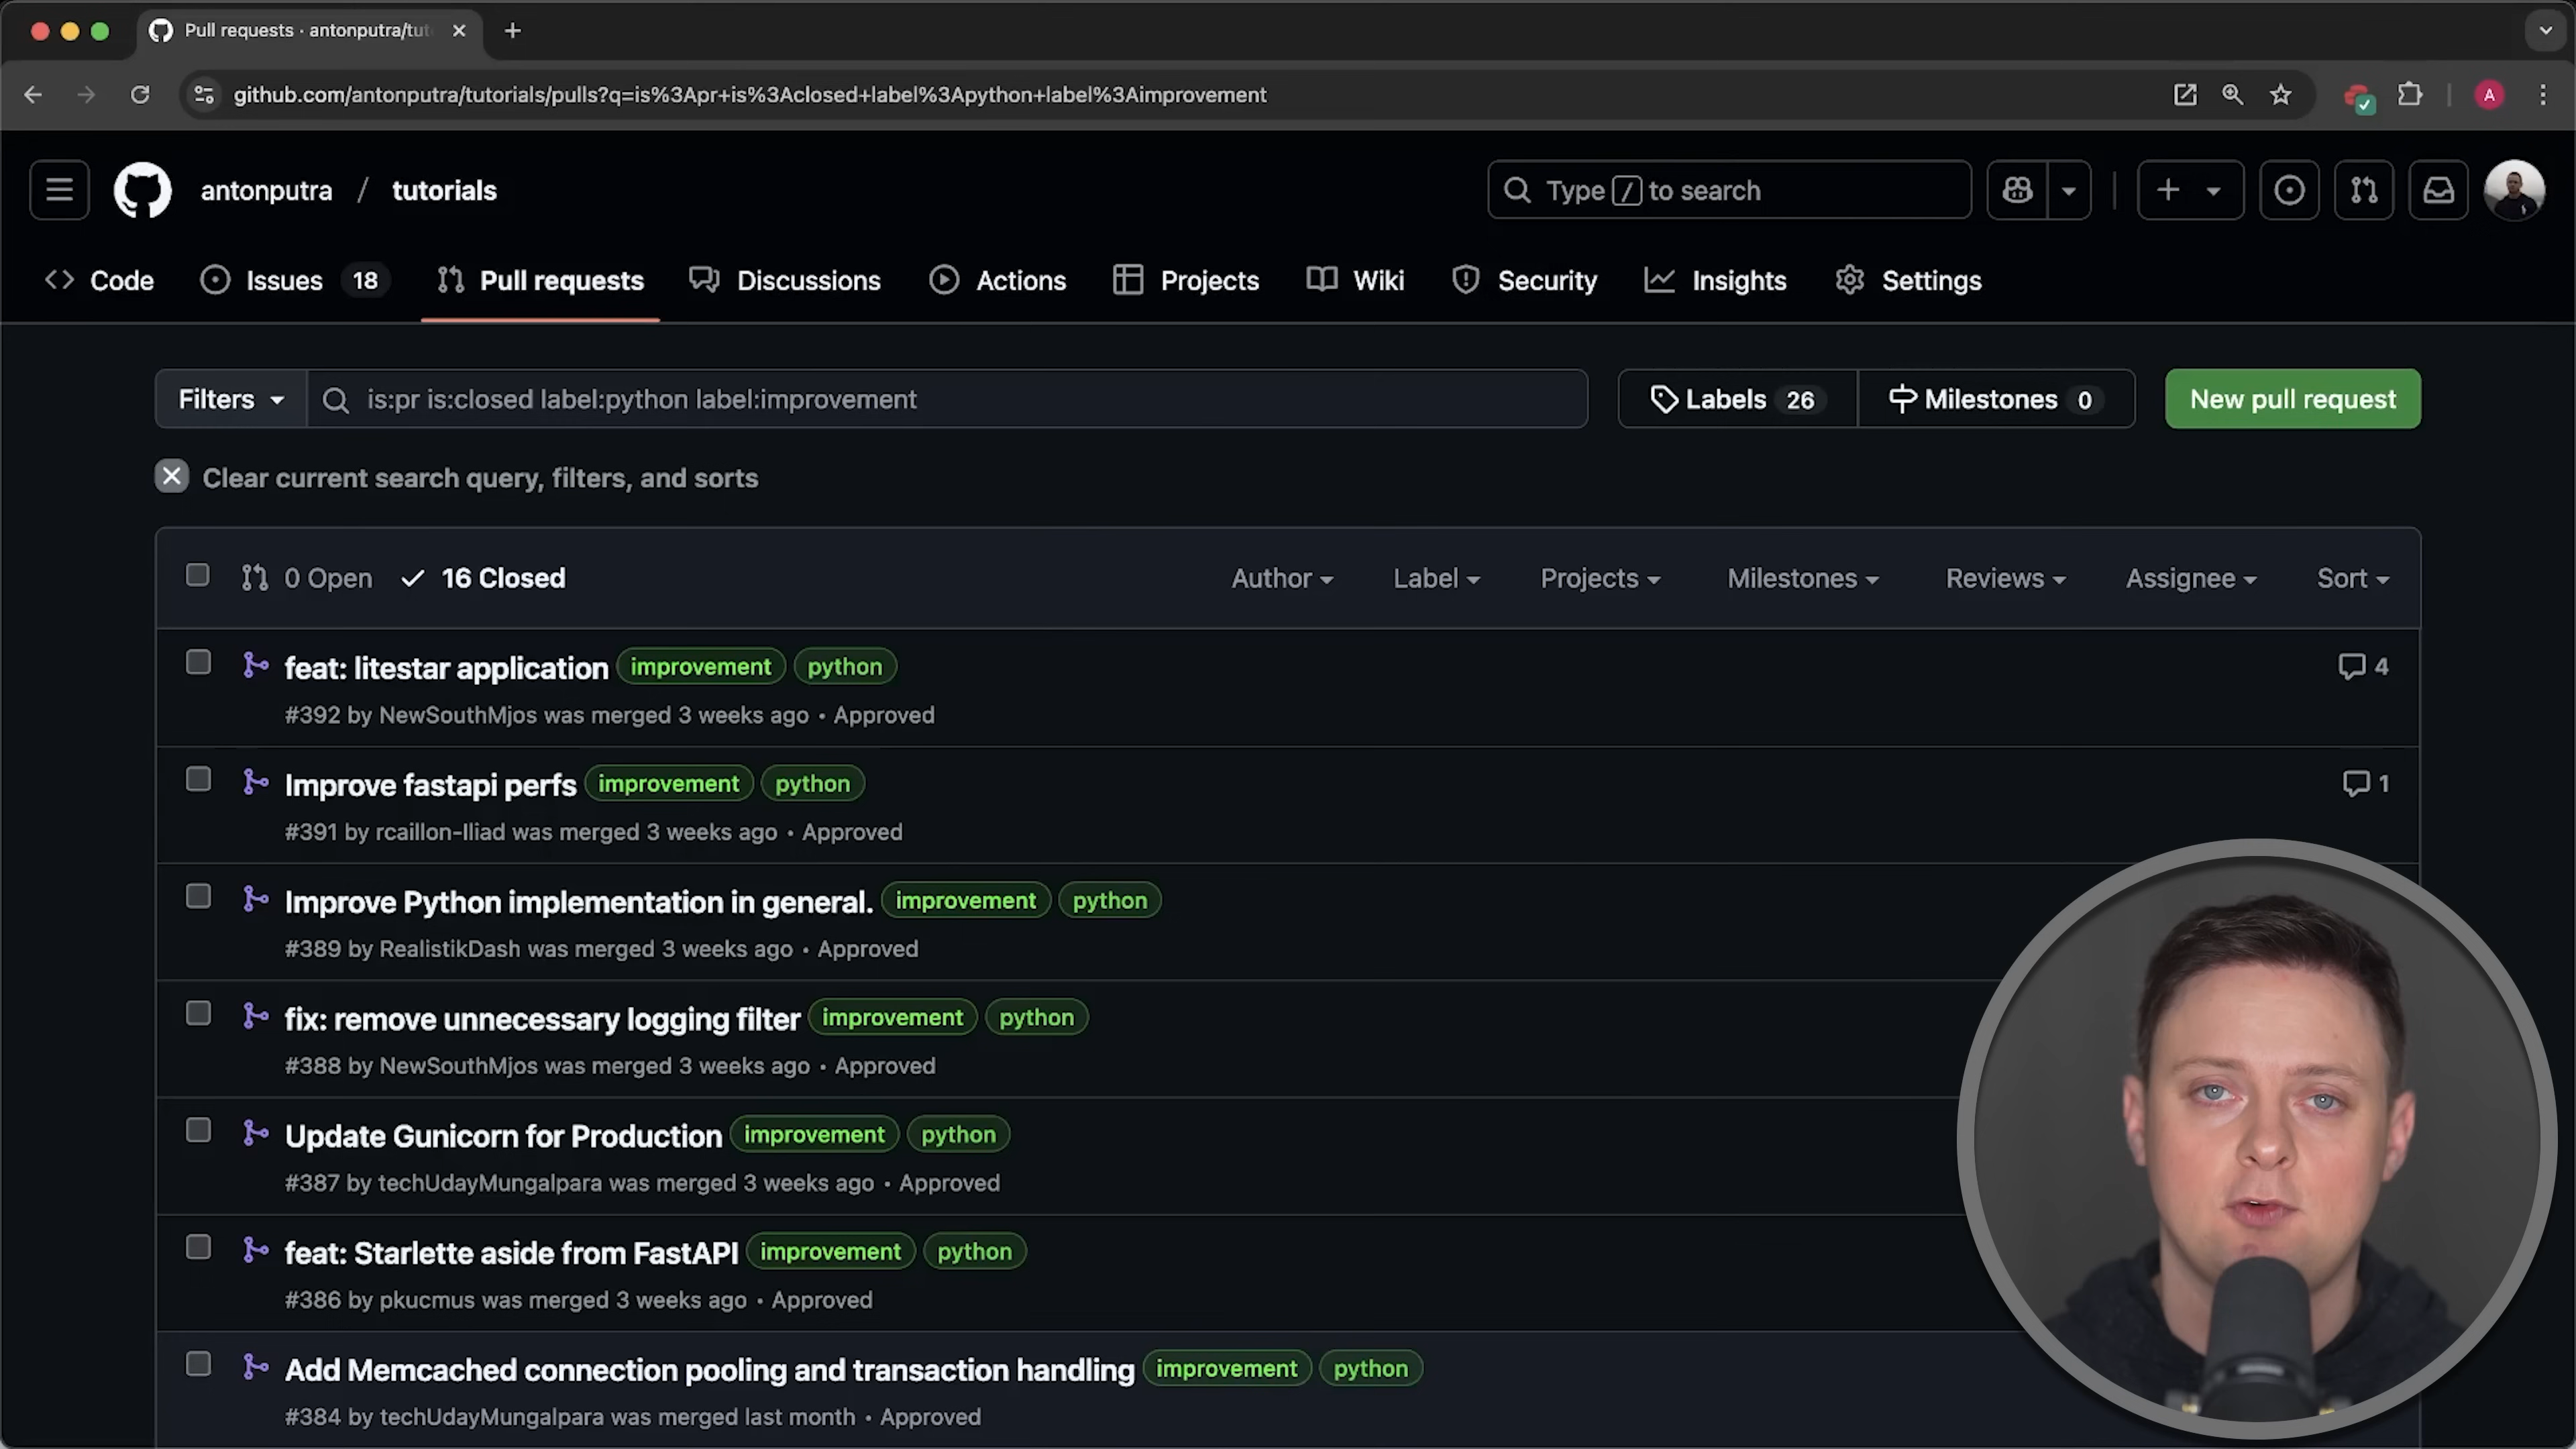 Pull requests · antonputra/tut
github.com/antonputra/tutorials/pulls?q=is%3Apr+is%3Aclosed+label%3Apython+label%3Aimprovement
A
antonputra / tutorials
Type / to search
Code
Issues 18
Pull requests
Discussions
Actions
Projects
Wiki
Security
Insights
Settings
Filters
is:pr is:closed label:python label:improvement
Labels 26
Milestones 0
New pull request
Clear current search query, filters, and sorts
0 Open
16 Closed
Author
Label
Projects
Milestones
Reviews
Assignee
Sort
feat: litestar application improvement python
4
#392 by NewSouthMjos was merged 3 weeks ago • Approved
Improve fastapi perfs improvement python
1
#391 by rcaillon-Iliad was merged 3 weeks ago • Approved
Improve Python implementation in general. improvement python
#389 by RealistikDash was merged 3 weeks ago • Approved
fix: remove unnecessary logging filter improvement python
#388 by NewSouthMjos was merged 3 weeks ago • Approved
Update Gunicorn for Production improvement python
#387 by techUdayMungalpara was merged 3 weeks ago • Approved
feat: Starlette aside from FastAPI improvement python
#386 by pkucmus was merged 3 weeks ago • Approved
Add Memcached connection pooling and transaction handling improvement python
#384 by techUdayMungalpara was merged last month • Approved